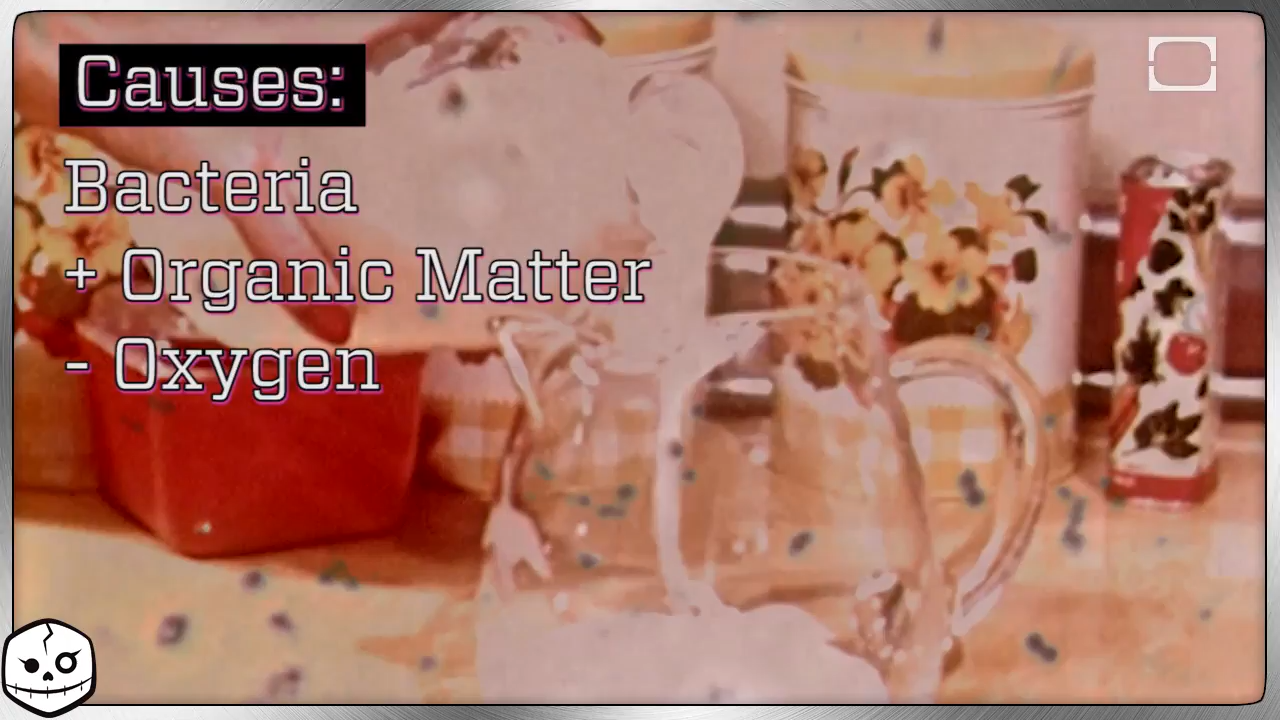 Causes:
Bacteria
+ Organic Matter
- Oxygen